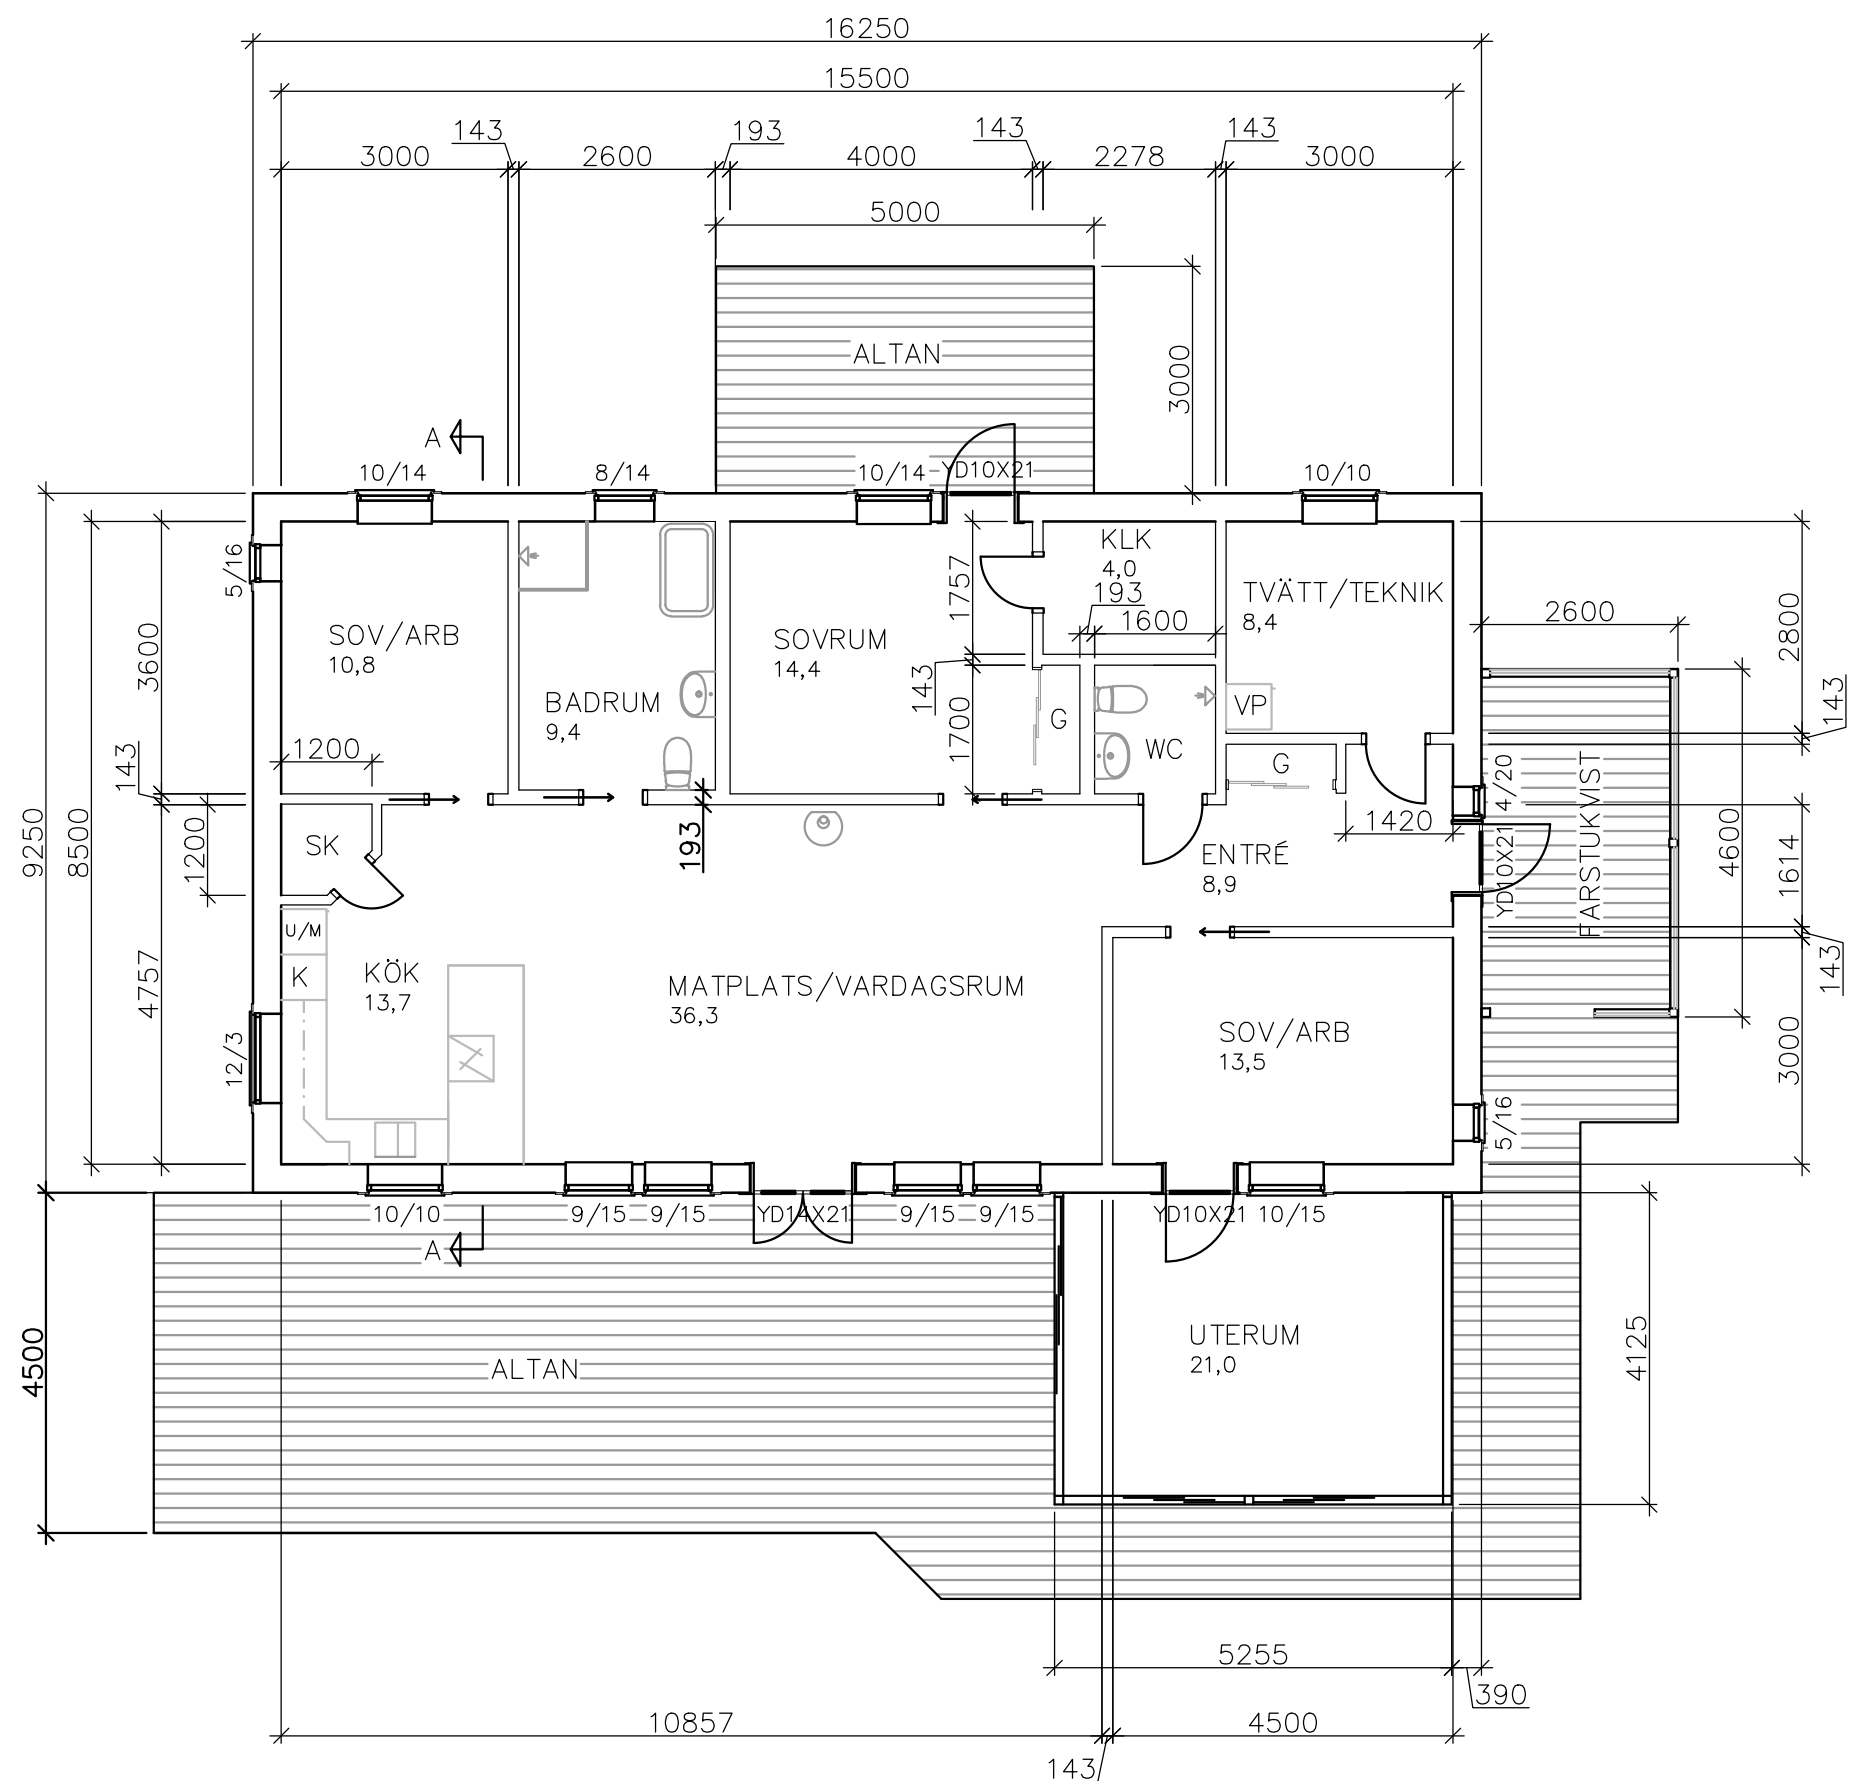 16250
15500
143
193
143
143
3000
2600
4000
2278
3000
5000
ALTAN
3000
A
10/14
8/14
10/14
YD10X21
10/10
5/16
KLK
4,0
193
1600
1757
TVÄTT/TEKNIK
8,4
2600
2800
SOV/ARB
10,8
SOVRUM
14,4
3600
143
BADRUM
9,4
1700
G
VP
WC
G
143
1200
143
4/20
FARSTUKVIST
4600
1420
1614
9250
8500
1200
SK
193
ENTRÉ
8,9
YD10X21
U/M
K
KÖK
13,7
4757
MATPLATS/VARDAGSRUM
36,3
143
SOV/ARB
13,5
3000
12/3
5/16
10/10
9/15
9/15
YD14X21
9/15
9/15
YD10X21
10/15
A
4500
ALTAN
UTERUM
21,0
4125
5255
390
10857
4500
143